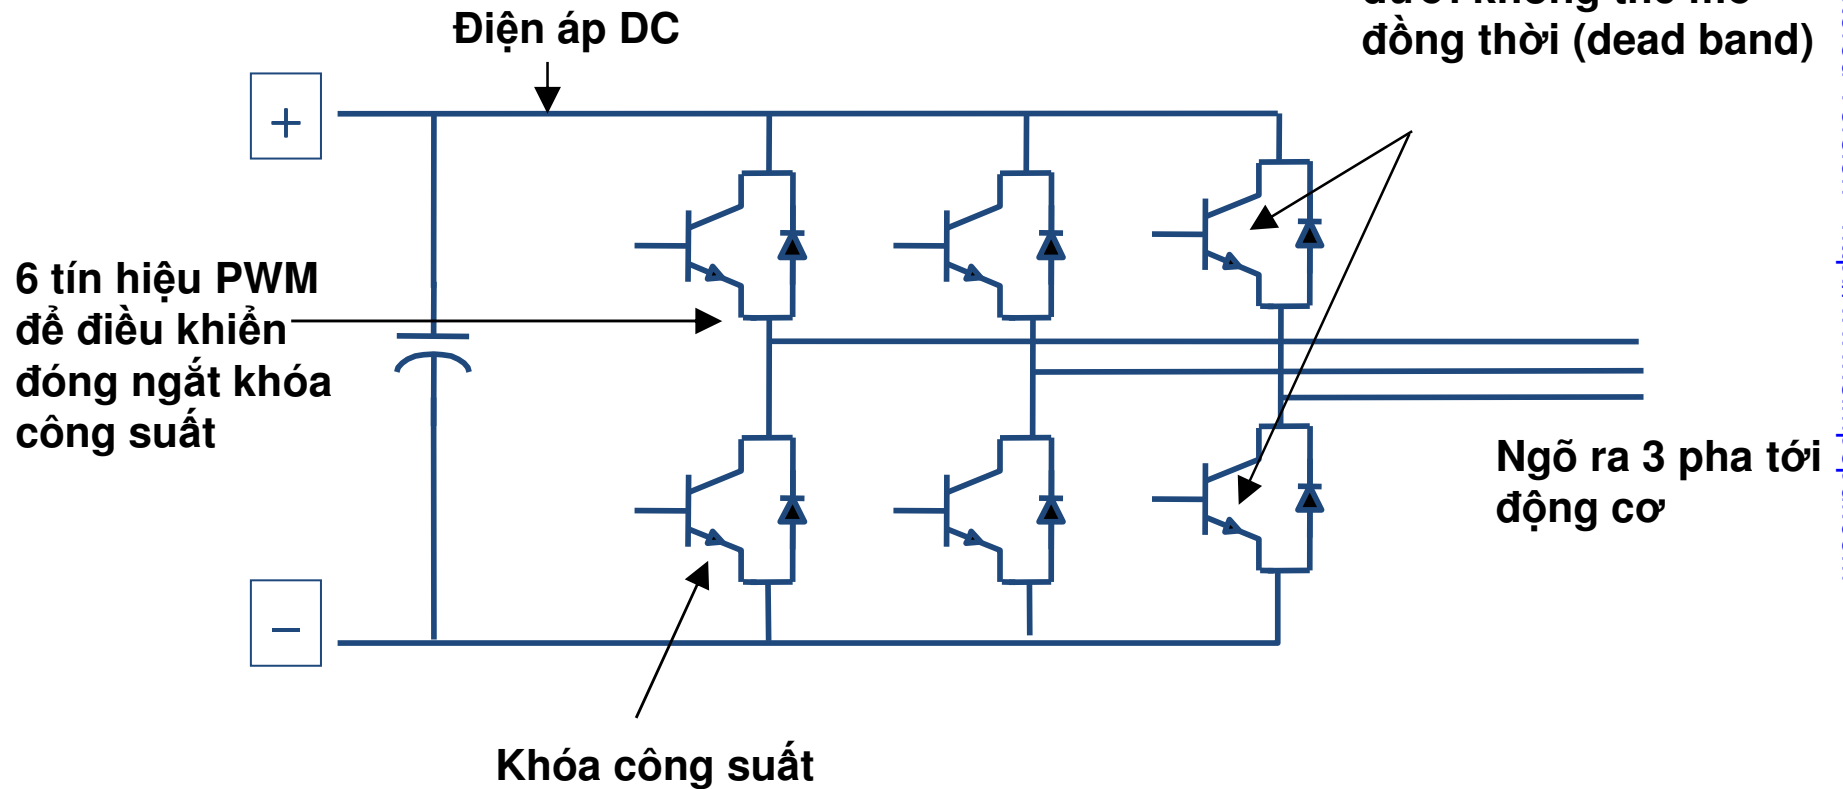 Điện áp DC
đồng thời (dead band)
+
6 tín hiệu PWM
để điều khiển
đóng ngắt khóa
công suất
Ngõ ra 3 pha tới
động cơ
–
Khóa công suất